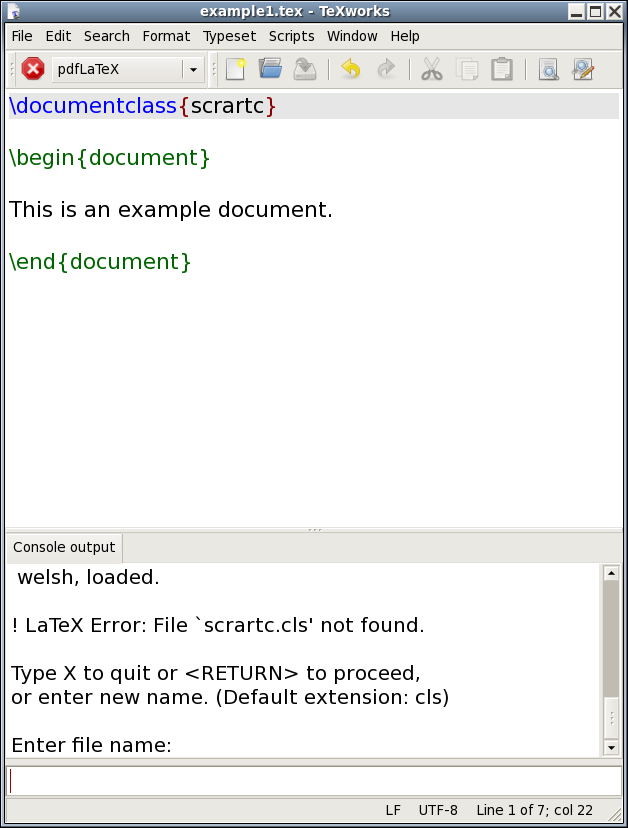 example1.tex - TeXworks
File Edit Search Format Typeset Scripts Window Help
pdfLaTeX
\documentclass{scrartc}
\begin{document}
This is an example document.
\end{document}
Console output
welsh, loaded.
! LaTeX Error: File `scrartc.cls' not found.
Type X to quit or <RETURN> to proceed,
or enter new name. (Default extension: cls)
Enter file name:
LF UTF-8 Line 1 of 7; col 22